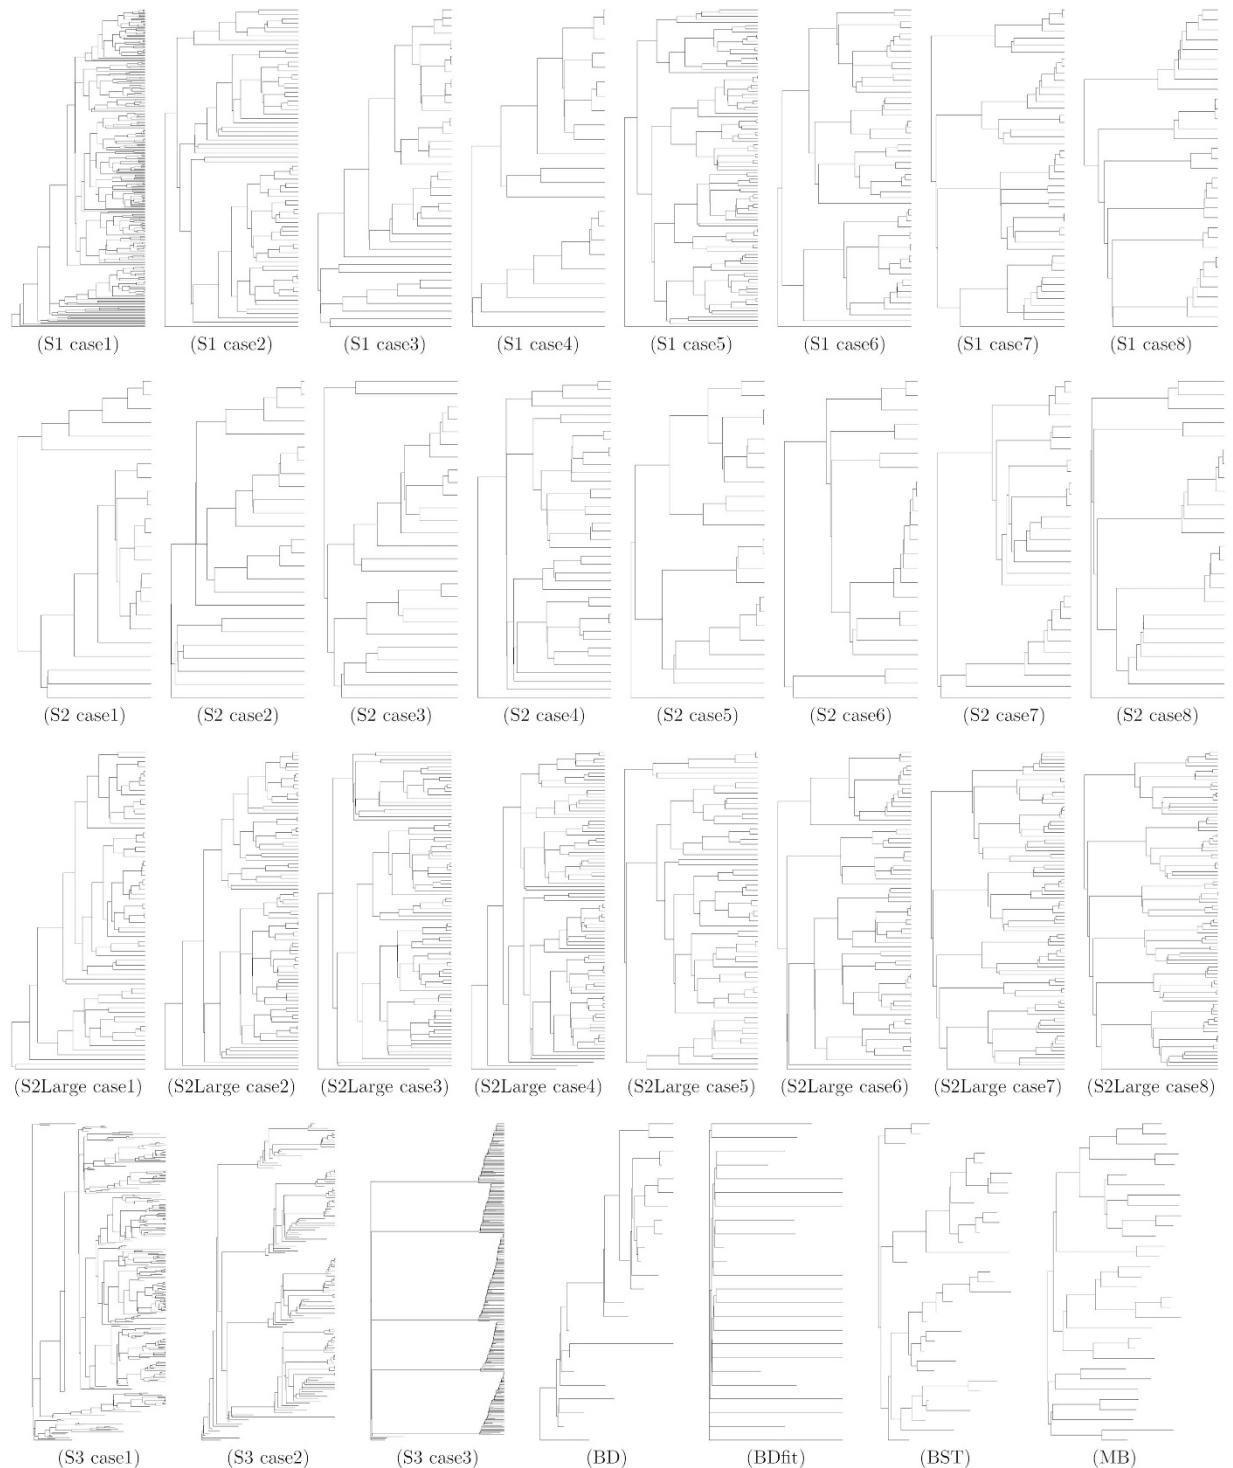 (S1 case1) (S1 case2) (S1 case3) (S1 case4) (S1 case5) (S1 case6) (S1 case7) (S1 case8)
(S2 case1) (S2 case2) (S2 case3) (S2 case4) (S2 case5) (S2 case6) (S2 case7) (S2 case8)
(S2Large case1) (S2Large case2) (S2Large case3) (S2Large case4) (S2Large case5) (S2Large case6) (S2Large case7) (S2Large case8)
(S3 case1) (S3 case2) (S3 case3) (BD) (BDfit) (BST) (MB)